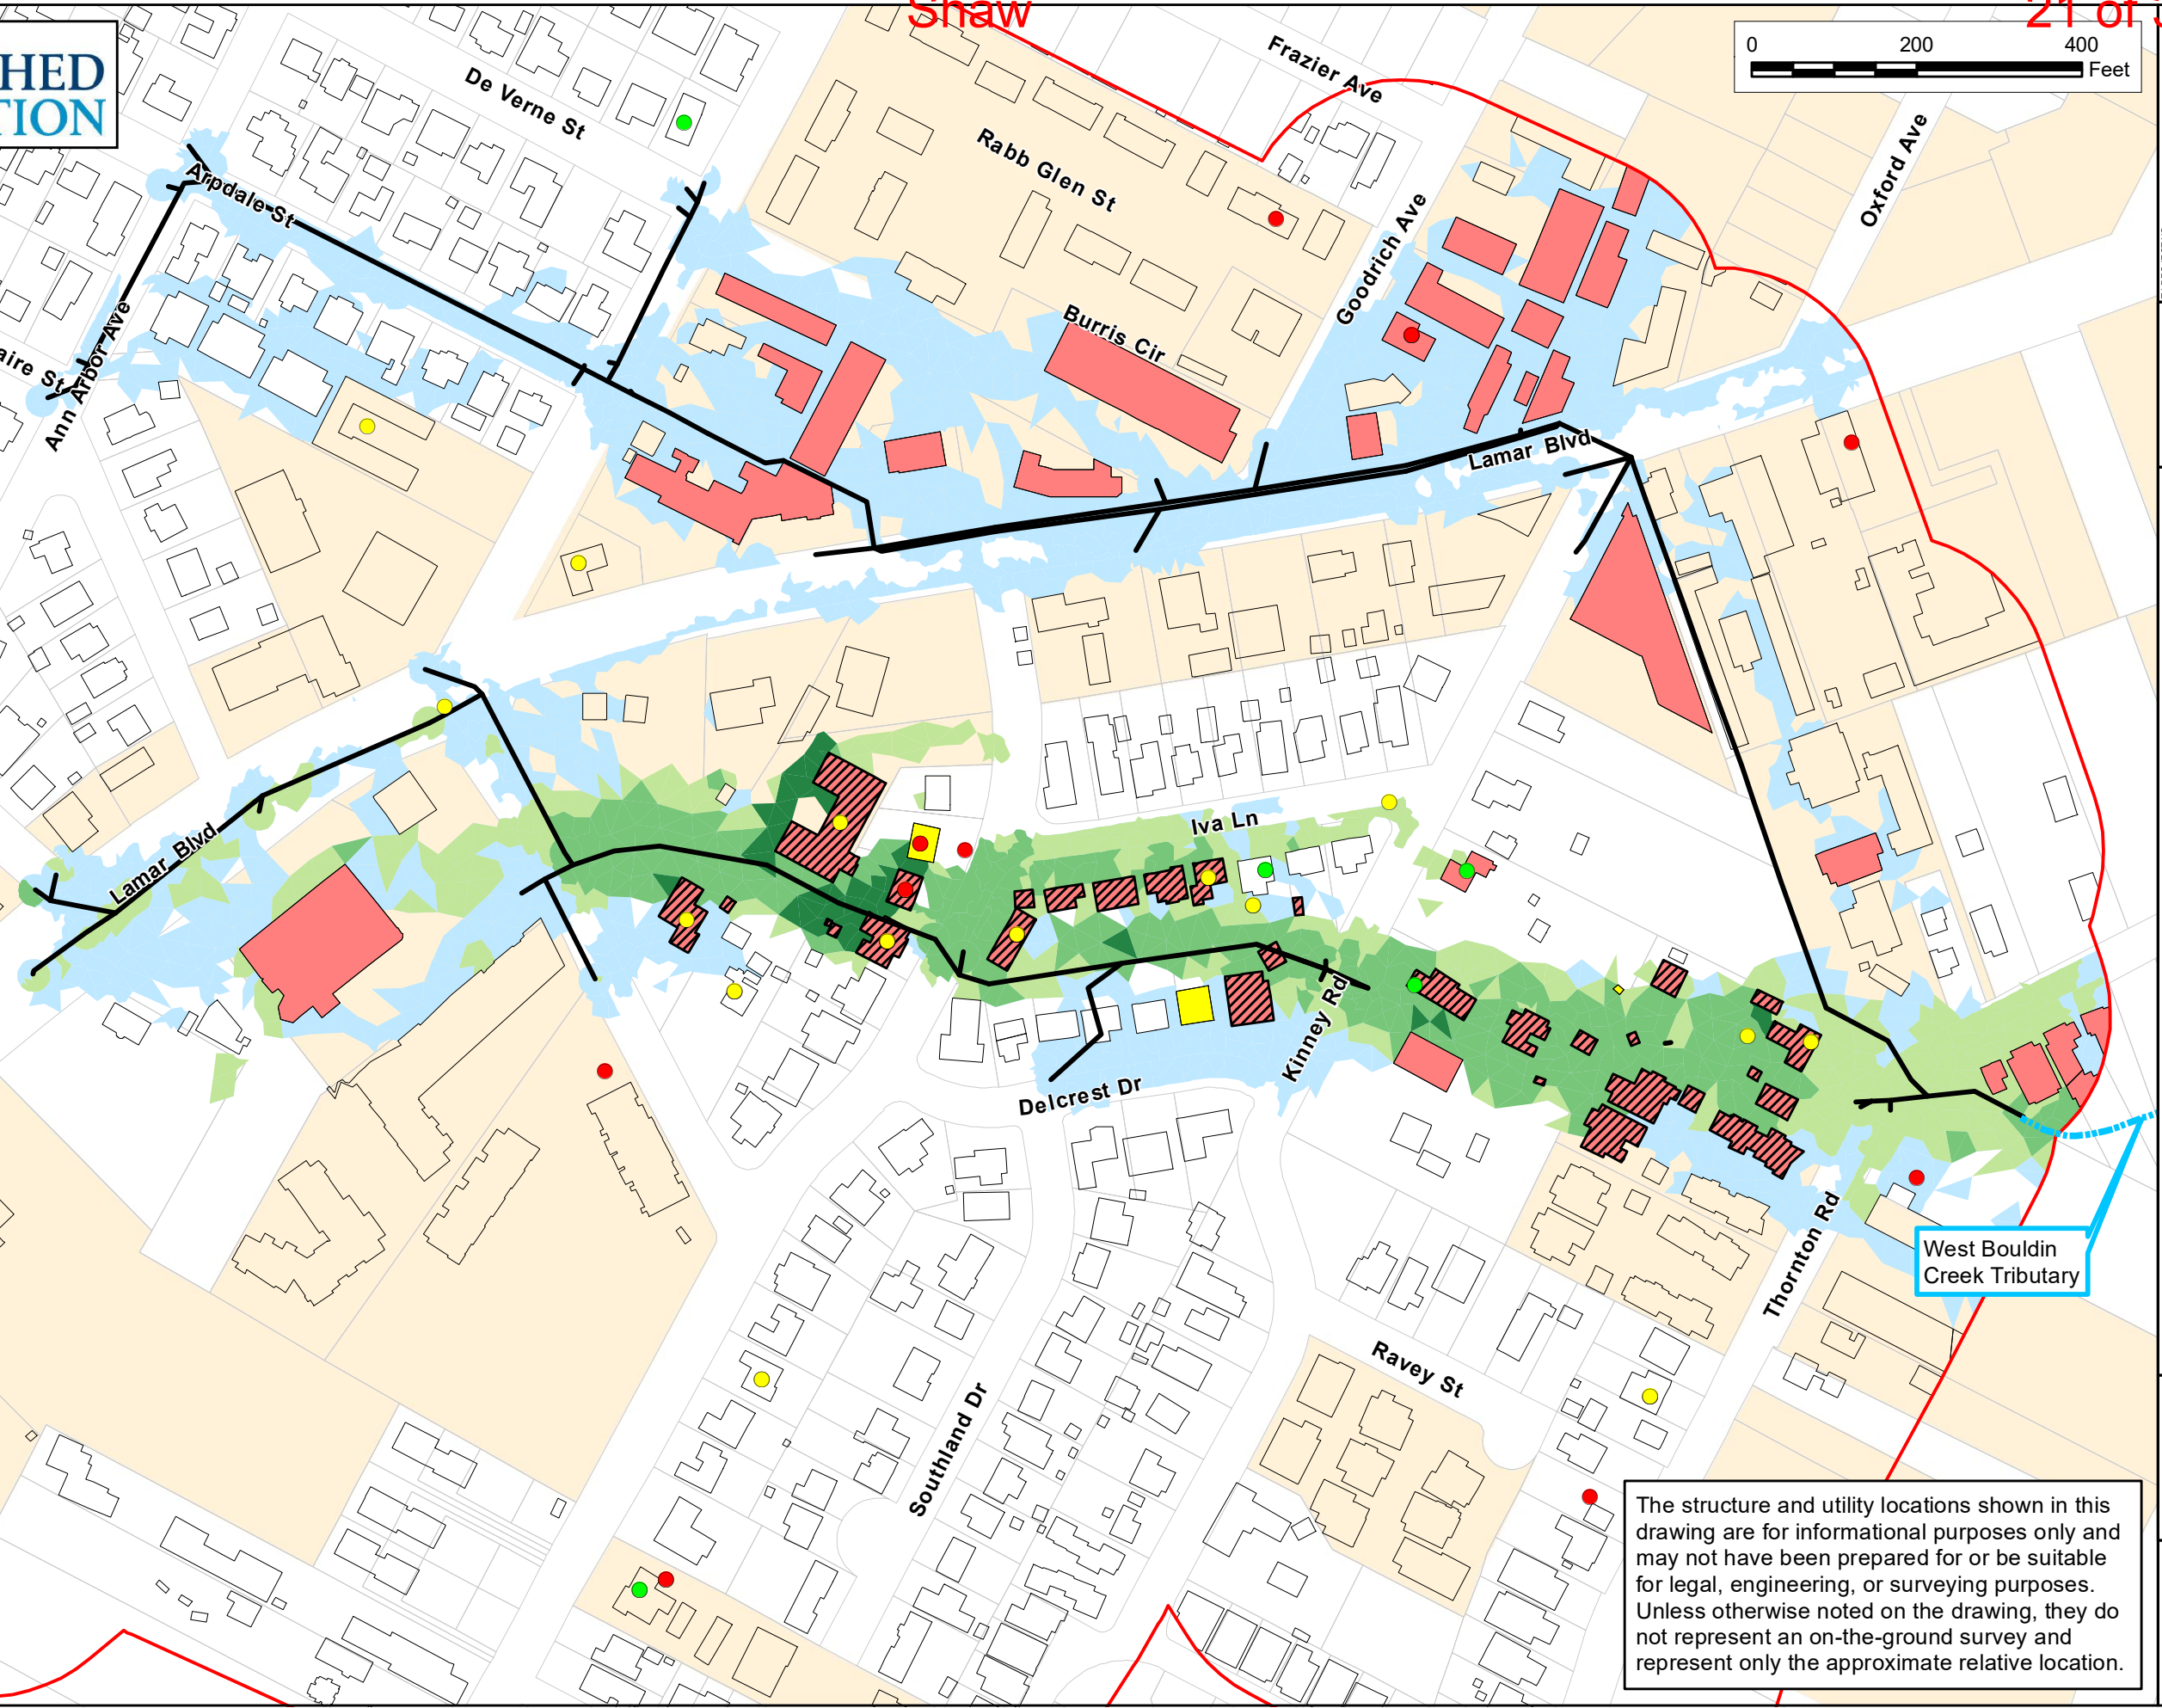 Shaw
21 of
HED
TION
0 200 400
Feet
Frazier Ave
De Verne St
Oxford Ave
Rabb Glen St
Arpdale St
Goodrich Ave
Burris Cir
Ann Arbor Ave
aire St
Lamar Blvd
Iva Ln
Lamar Blvd
Kinney Rd
Delcrest Dr
Thornton Rd
West Bouldin
Creek Tributary
Ravey St
Southland Dr
The structure and utility locations shown in this
drawing are for informational purposes only and
may not have been prepared for or be suitable
for legal, engineering, or surveying purposes.
Unless otherwise noted on the drawing, they do
not represent an on-the-ground survey and
represent only the approximate relative location.